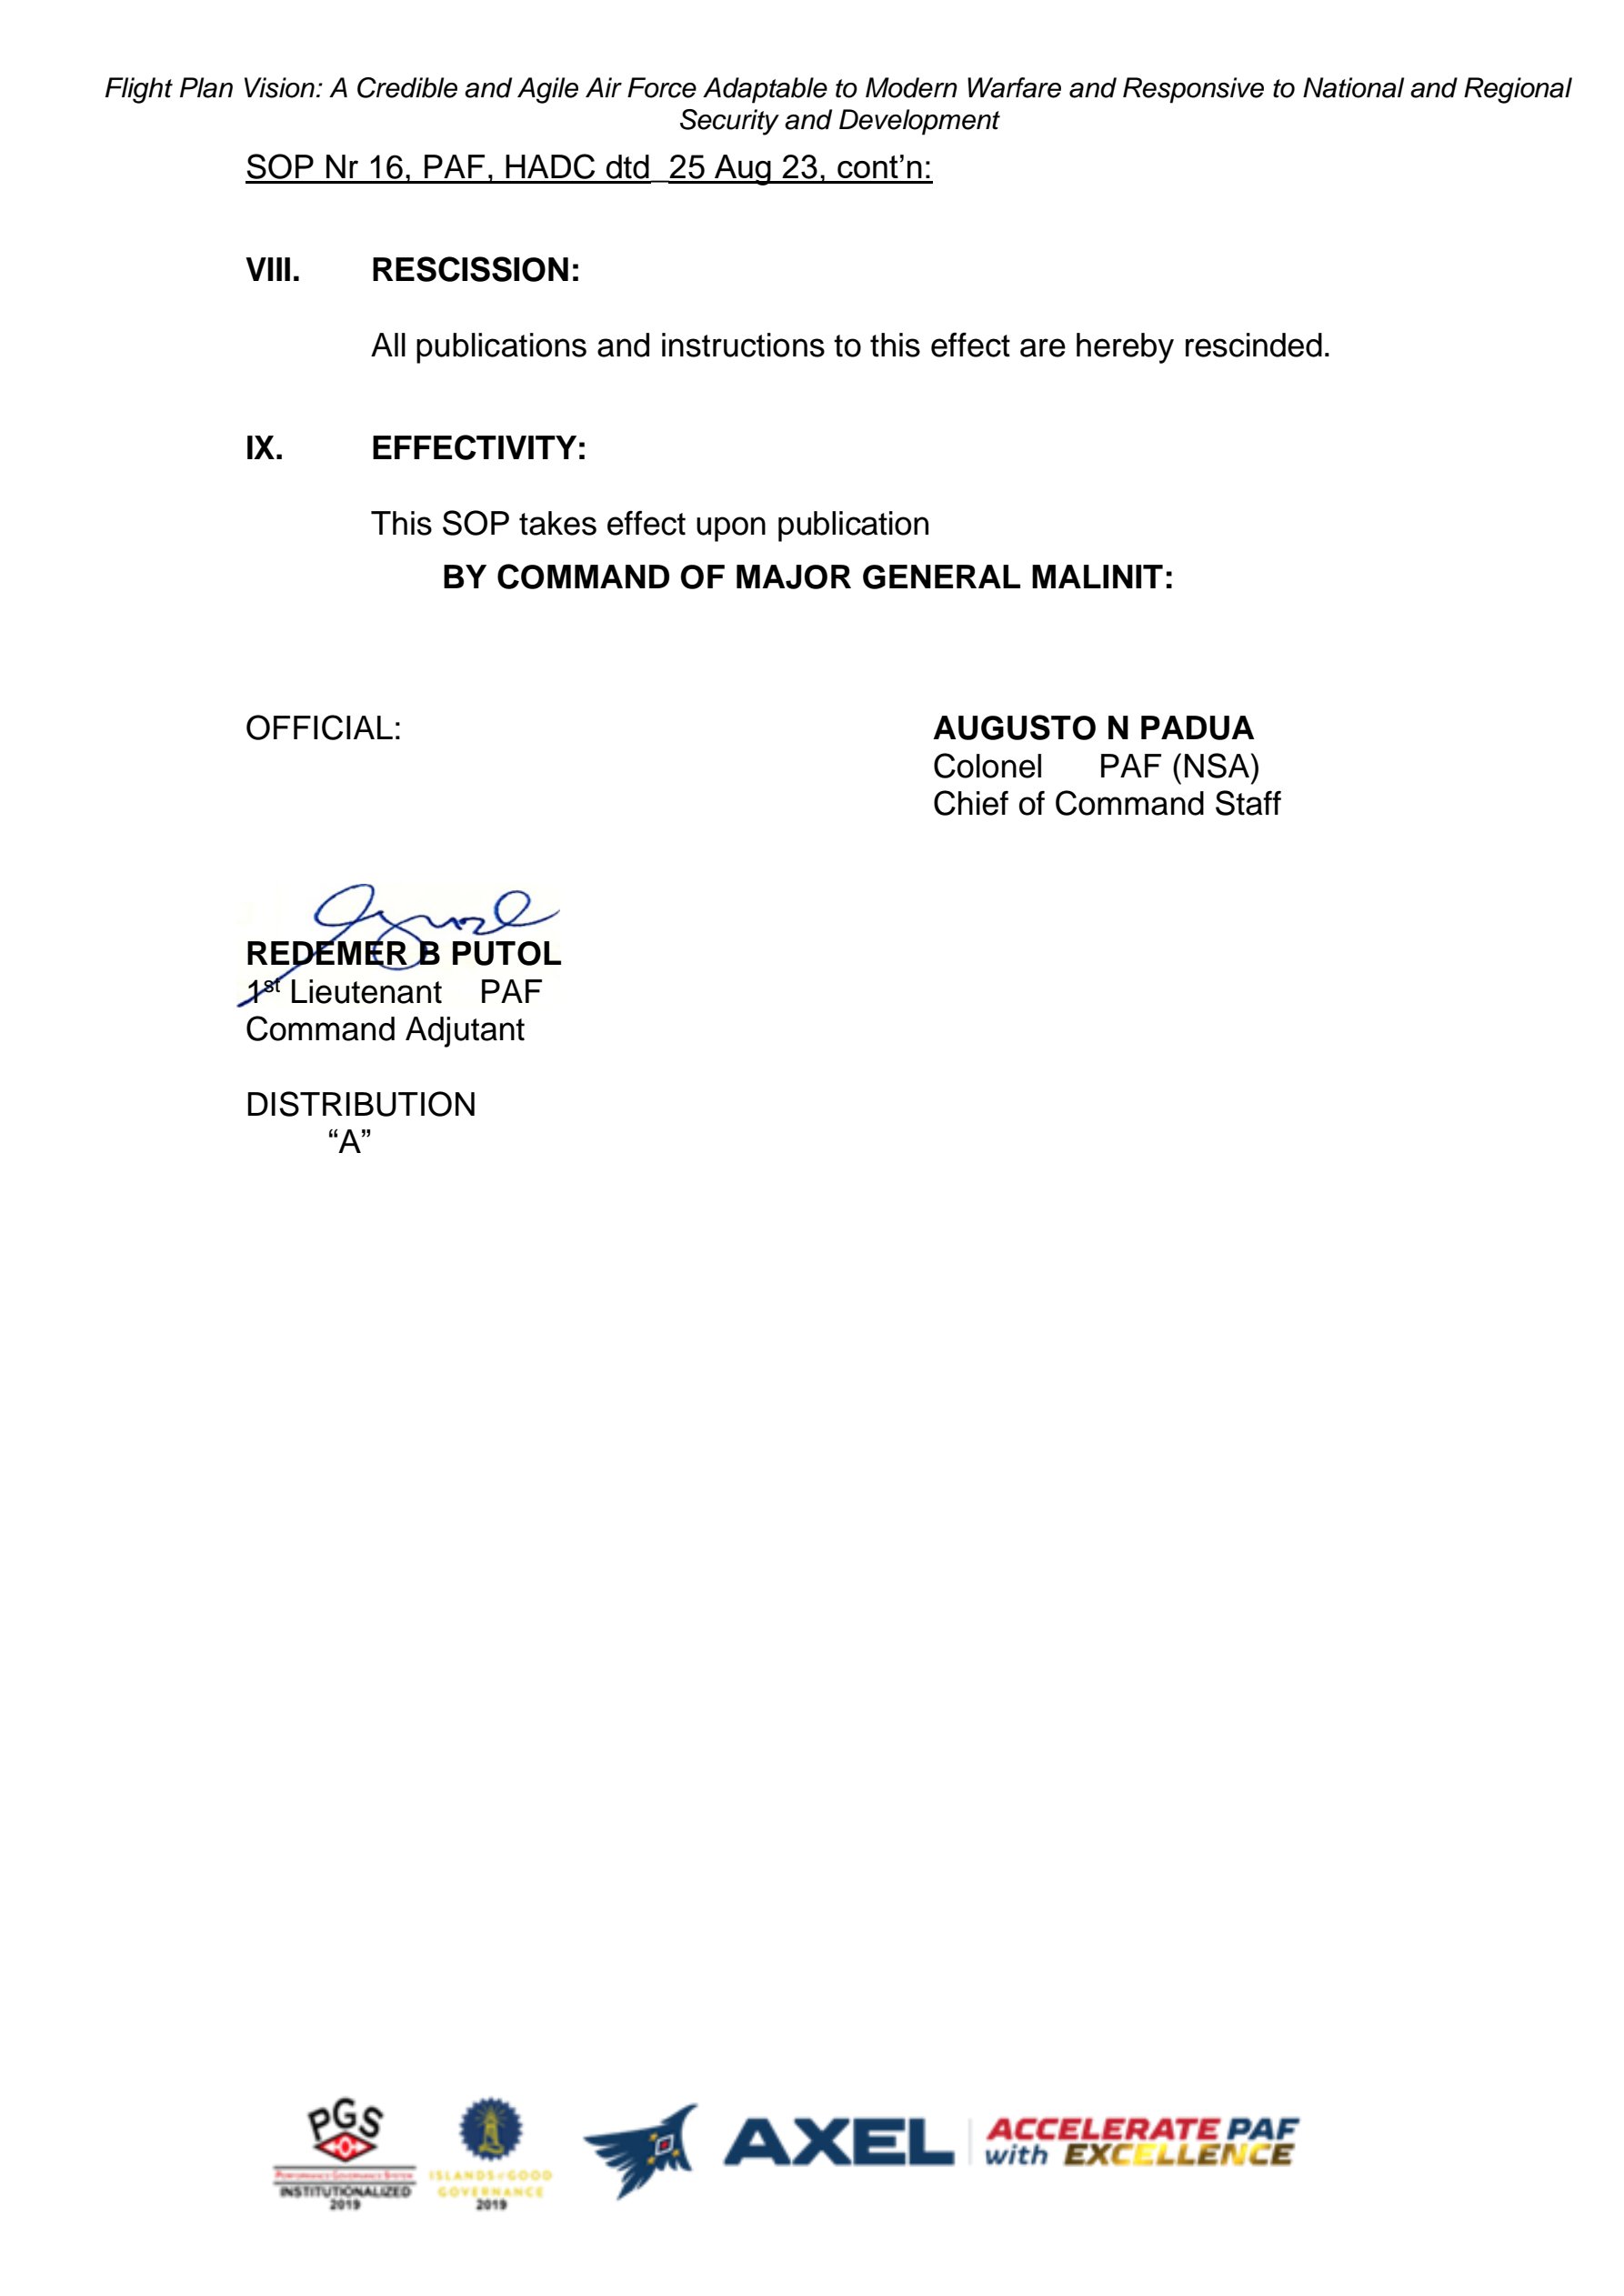 Flight Plan Vision: A Credible and Agile Air Force Adaptable to Modern Warfare and Responsive to National and Regional
Security and Development
SOP Nr 16, PAF, HADC dtd_25 Aug 23, cont’n:
VIII. RESCISSION:
All publications and instructions to this effect are hereby rescinded.
IX. EFFECTIVITY:
This SOP takes effect upon publication
BY COMMAND OF MAJOR GENERAL MALINIT:
OFFICIAL:
AUGUSTO N PADUA
Colonel PAF (NSA)
Chief of Command Staff
REDEMER B PUTOL
1st Lieutenant PAF
Command Adjutant
DISTRIBUTION
“A”
PGS
PERFORMANCE GOVERNANCE SYSTEM
INSTITUTIONALIZED
2019
ISLANDS of GOOD
GOVERNANCE
2019
AXEL
ACCELERATE PAF
with EXCELLENCE